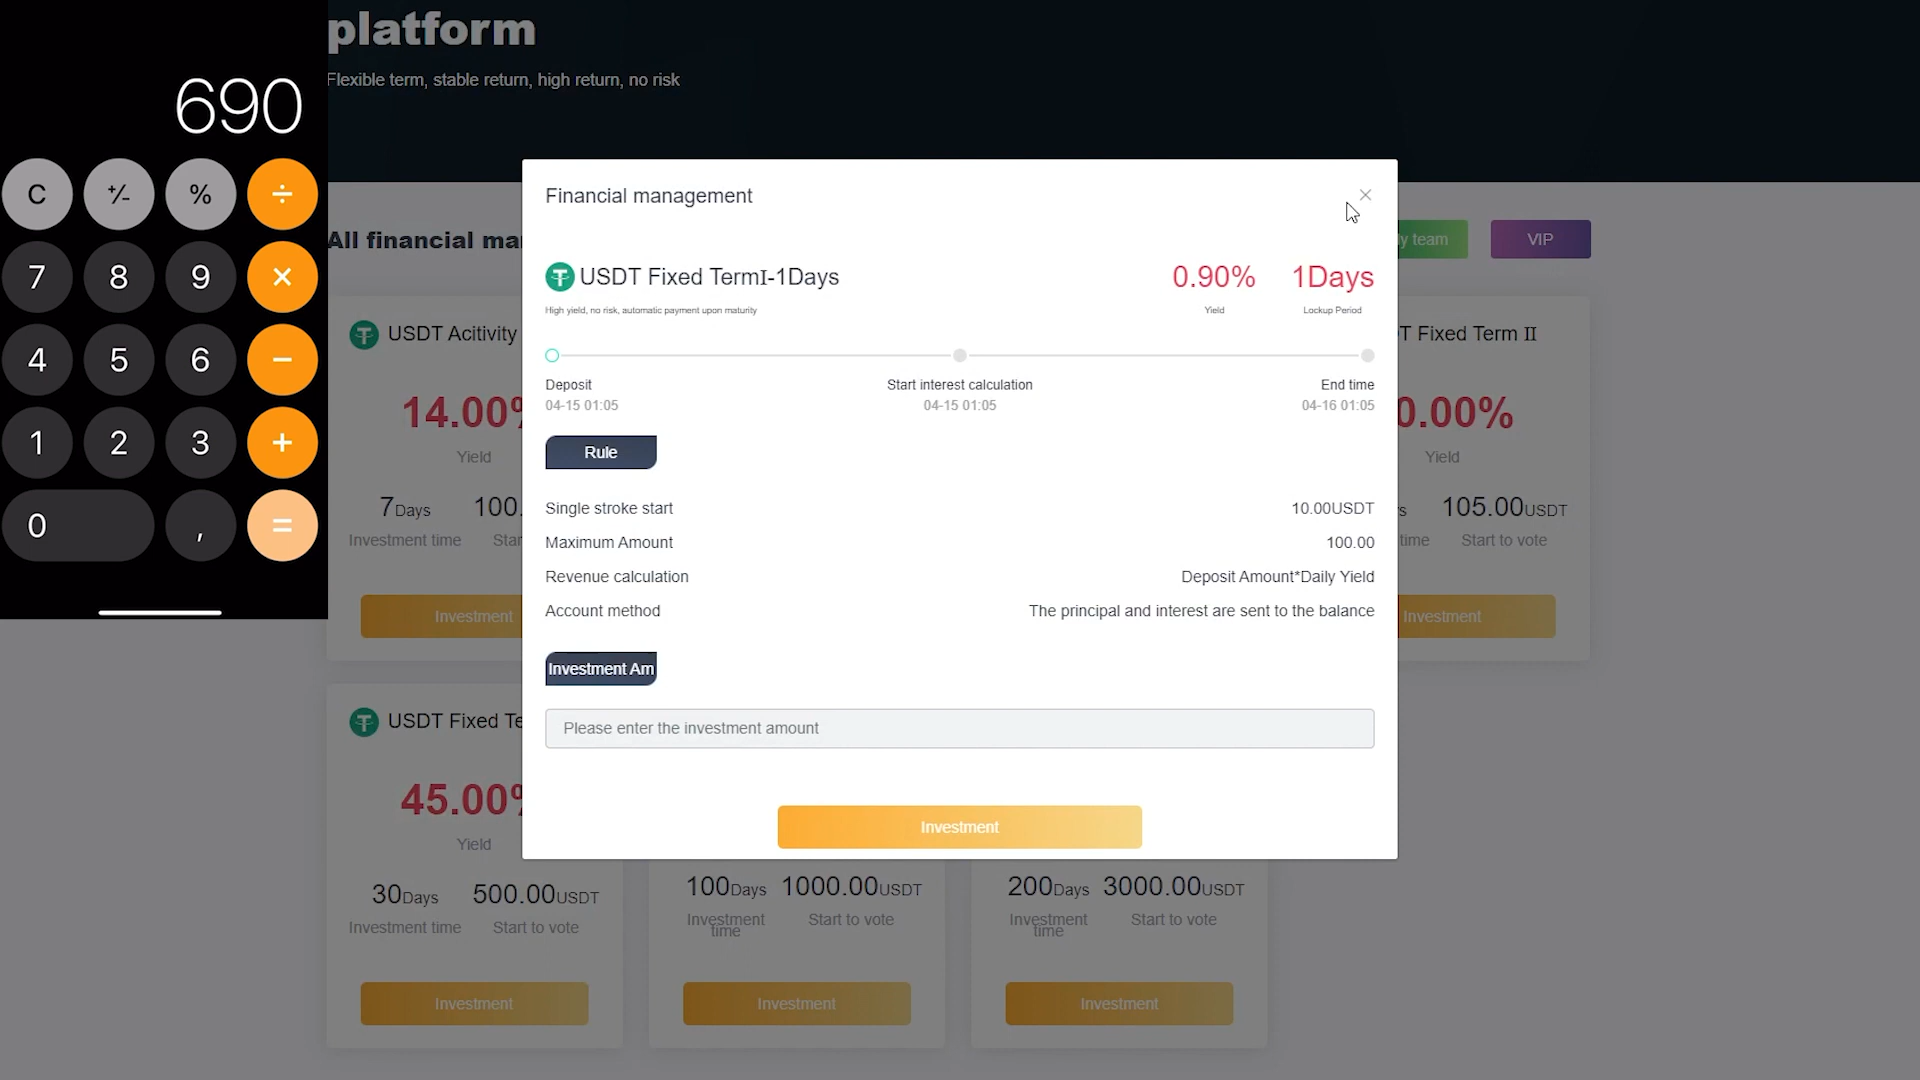 platform
Flexible term, stable return, high return, no risk
690
C +/- % ÷
7 8 9 ×
4 5 6 −
1 2 3 +
0 , =
All financial
team
VIP
Financial management
USDT Fixed TermI-1Days
0.90%
1Days
High yield, no risk, automatic payment upon maturity
Yield
Lockup Period
Deposit
Start interest calculation
End time
04-15 01:05
04-15 01:05
04-16 01:05
Rule
Single stroke start
10.00USDT
Maximum Amount
100.00
Revenue calculation
Deposit Amount*Daily Yield
Account method
The principal and interest are sent to the balance
Investment Am
Please enter the investment amount
Investment
USDT Acitivity
14.00%
Yield
7Days
100.
Investment time
Investment
Fixed Term II
0.00%
Yield
105.00USDT
time
Start to vote
Investment
USDT Fixed
45.00%
Yield
30Days
500.00USDT
Investment time
Start to vote
Investment
100Days
1000.00USDT
Investment
time
Start to vote
Investment
200Days
3000.00USDT
Investment
time
Start to vote
Investment